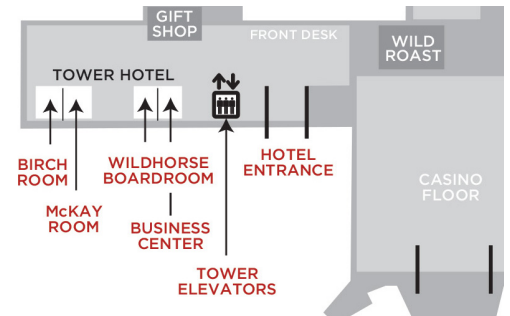 GIFT
SHOP
FRONT DESK
WILD
ROAST
TOWER HOTEL
BIRCH
ROOM
McKAY
ROOM
WILDHORSE
BOARDROOM
BUSINESS
CENTER
TOWER
ELEVATORS
HOTEL
ENTRANCE
CASINO
FLOOR